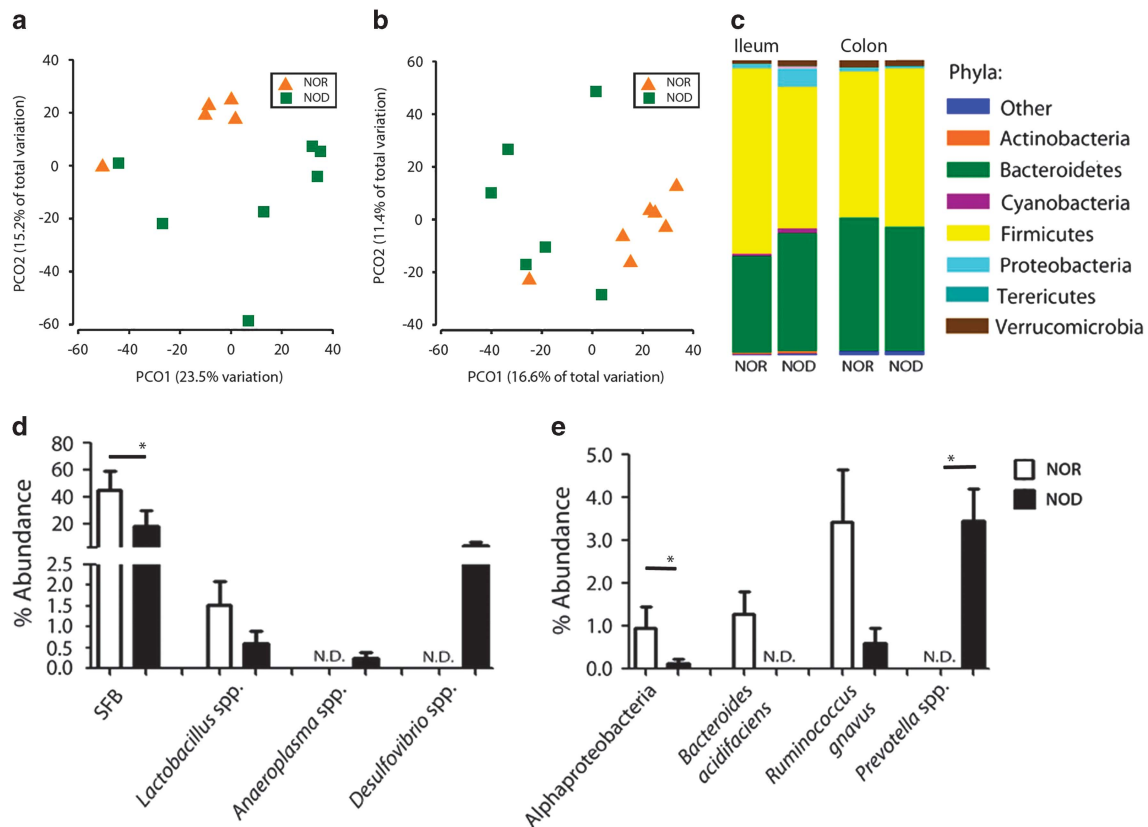 a
40
20
0
-20
-40
-60
-60 -40 -20 0 20 40
PCO2 (15.2% of total variation)
PCO1 (23.5% variation)
NOR
NOD
b
60
40
20
0
-20
-40
-60 -40 -20 0 20 40
PCO2 (11.4% of total variation)
PCO1 (16.6% of total variation)
NOR
NOD
c
Ileum Colon
NOR NOD NOR NOD
Phyla:
Other
Actinobacteria
Bacteroidetes
Cyanobacteria
Firmicutes
Proteobacteria
Terericutes
Verrucomicrobia
d
% Abundance
80
60
40
20
2.5
2.0
1.5
1.0
0.5
0.0
*
N.D. N.D.
SFB
Lactobacillus spp.
Anaeroplasma spp.
Desulfovibrio spp.
e
% Abundance
5.0
4.0
3.0
2.0
1.0
0.0
*
*
N.D. N.D.
Alphaproteobacteria
Bacteroides
acidifaciens
Ruminococcus
gnavus
Prevotella spp.
NOR
NOD